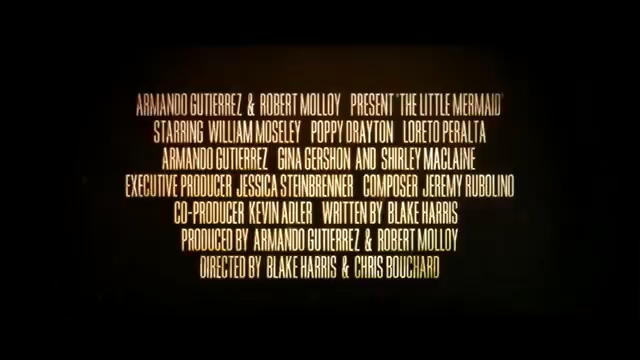 ARMANDO GUTIERREZ & ROBERT MOLLOY PRESENT 'THE LITTLE MERMAID'
STARRING WILLIAM MOSELEY POPPY DRAYTON LORETO PERALTA
ARMANDO GUTIERREZ GINA GERSHON AND SHIRLEY MACLAINE
EXECUTIVE PRODUCER JESSICA STEINBRENNER COMPOSER JEREMY RUBOLINO
CO-PRODUCER KEVIN ADLER WRITTEN BY BLAKE HARRIS
PRODUCED BY ARMANDO GUTIERREZ & ROBERT MOLLOY
DIRECTED BY BLAKE HARRIS & CHRIS BOUCHARD